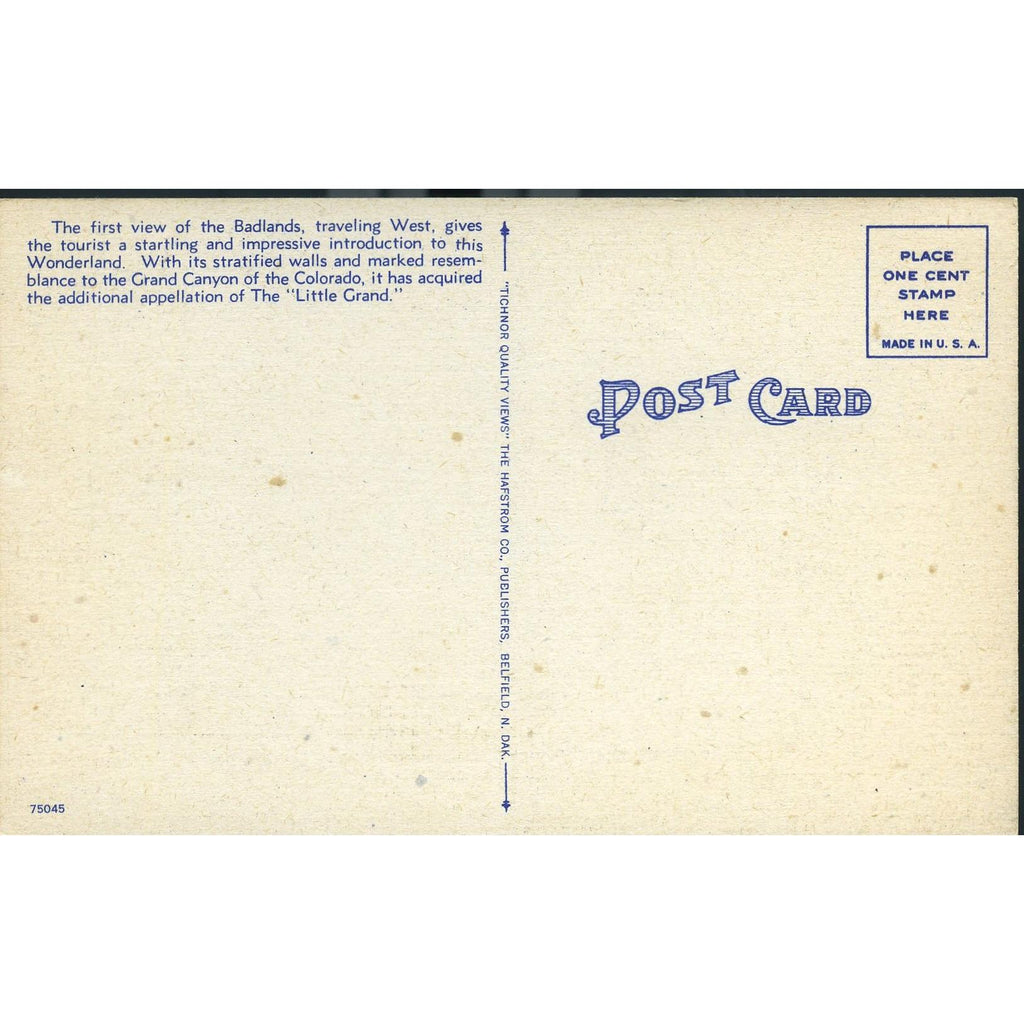 The first view of the Badlands, traveling West, gives
the tourist a startling and impressive introduction to this
Wonderland. With its stratified walls and marked resem-
blance to the Grand Canyon of the Colorado, it has acquired
the additional appellation of The "Little Grand."
"TICHNOR QUALITY VIEWS" THE HAFSTROM CO., PUBLISHERS, BELFIELD, N. DAK.
PLACE
ONE CENT
STAMP
HERE
MADE IN U. S. A.
POST CARD
75045